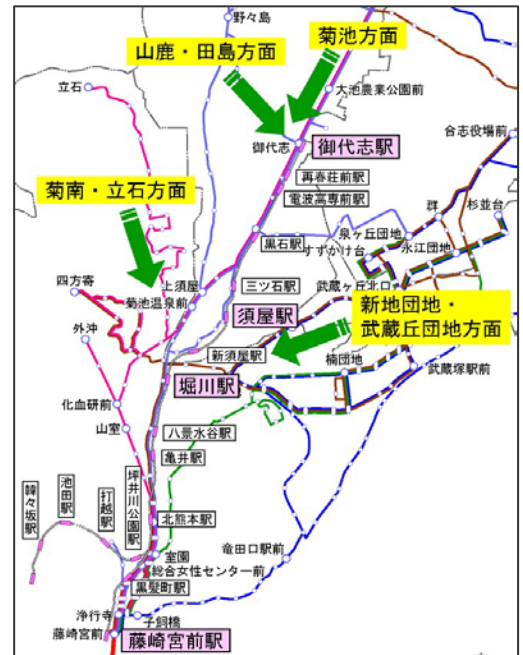 野々島
山鹿・田島方面
菊池方面
立石
大池農業公園前
御代志
御代志駅
合志役場前
再春荘前駅
電波高専前駅
菊南・立石方面
群
杉並台
黒石駅
泉ヶ丘団地
すずかけ台
永江団地
四方寄
上須屋
菊池温泉前
三ツ石駅
武蔵ヶ丘北口
外沖
須屋駅
新地団地・
武蔵丘団地方面
新須屋駅
堀川駅
楠団地
武蔵塚駅前
化血研前
山室
八景水谷駅
亀井駅
坪井川公園駅
打越駅
池田駅
韓々坂駅
北熊本駅
室園
竜田口駅前
総合女性センター前
黒髪町駅
浄行寺
子飼橋
藤崎宮前
藤崎宮前駅